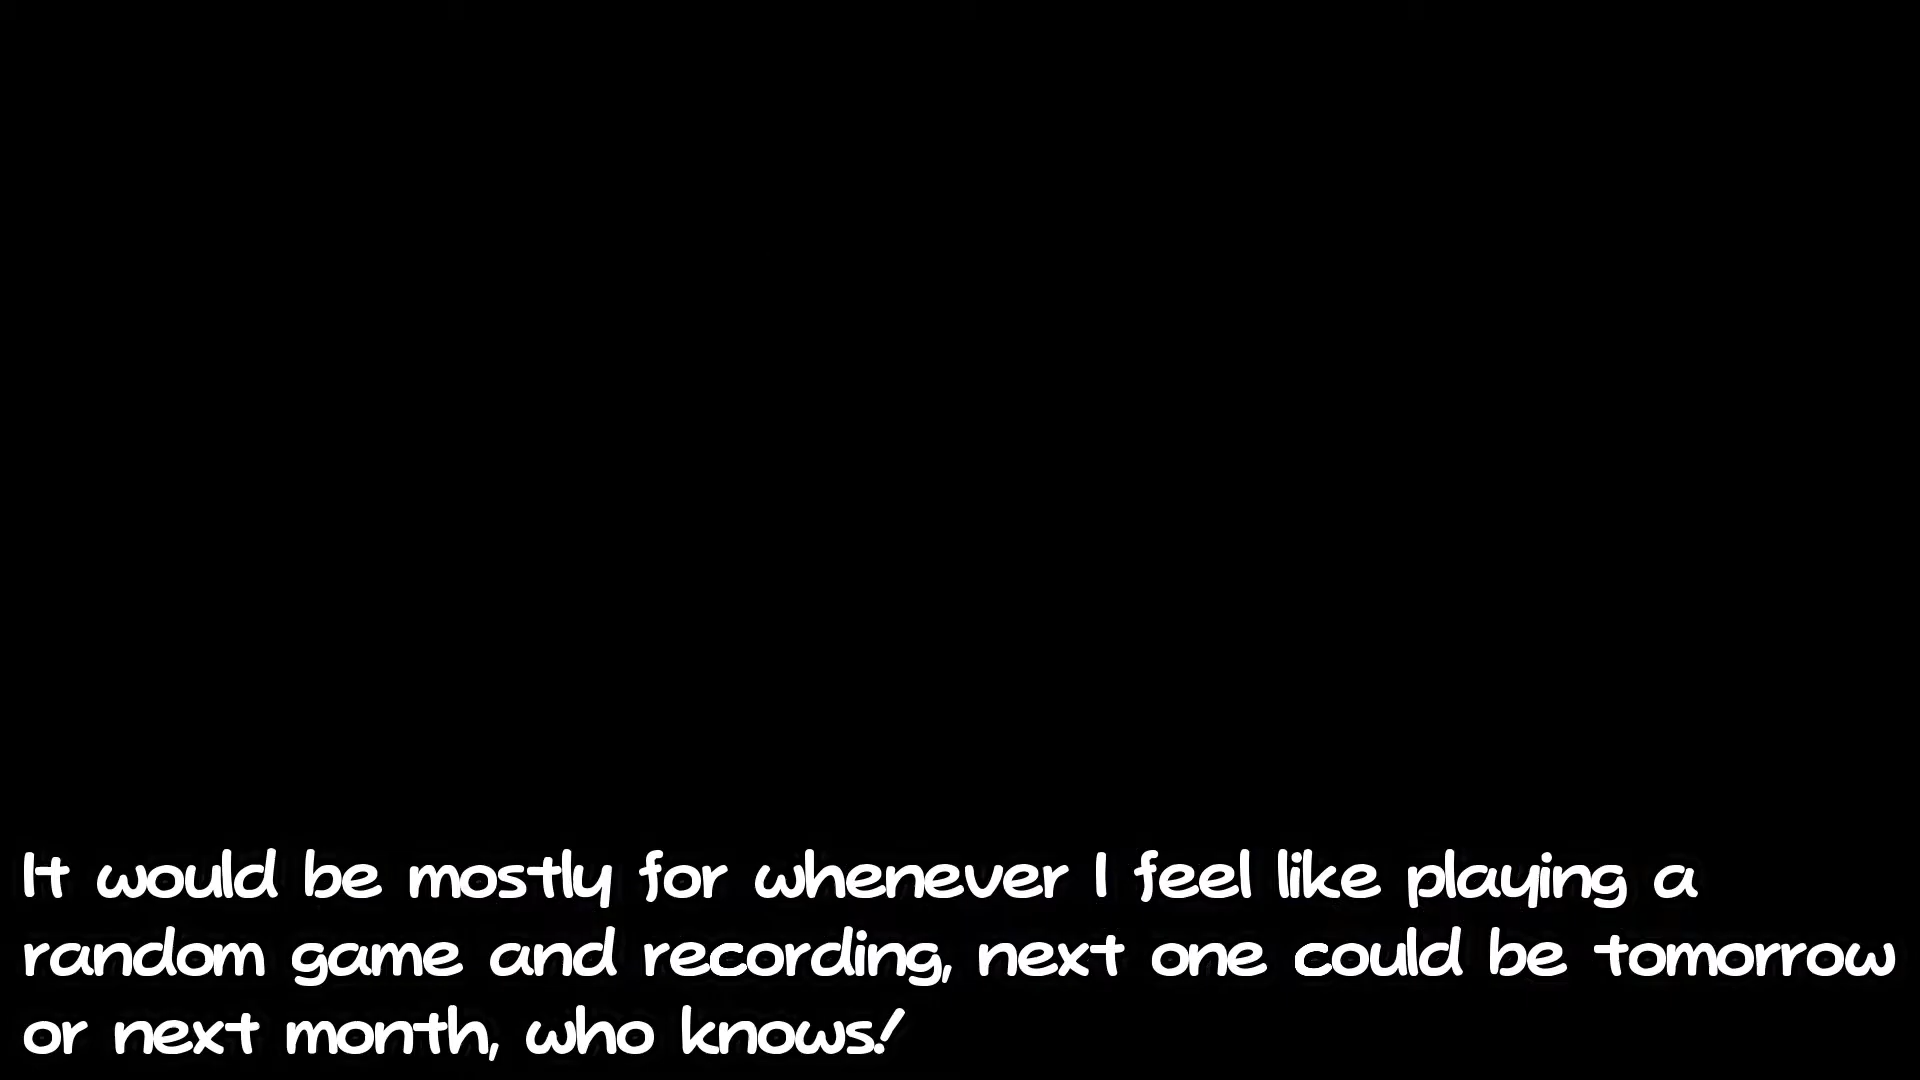 It would be mostly for whenever I feel like playing a
random game and recording, next one could be tomorrow
or next month, who knows!